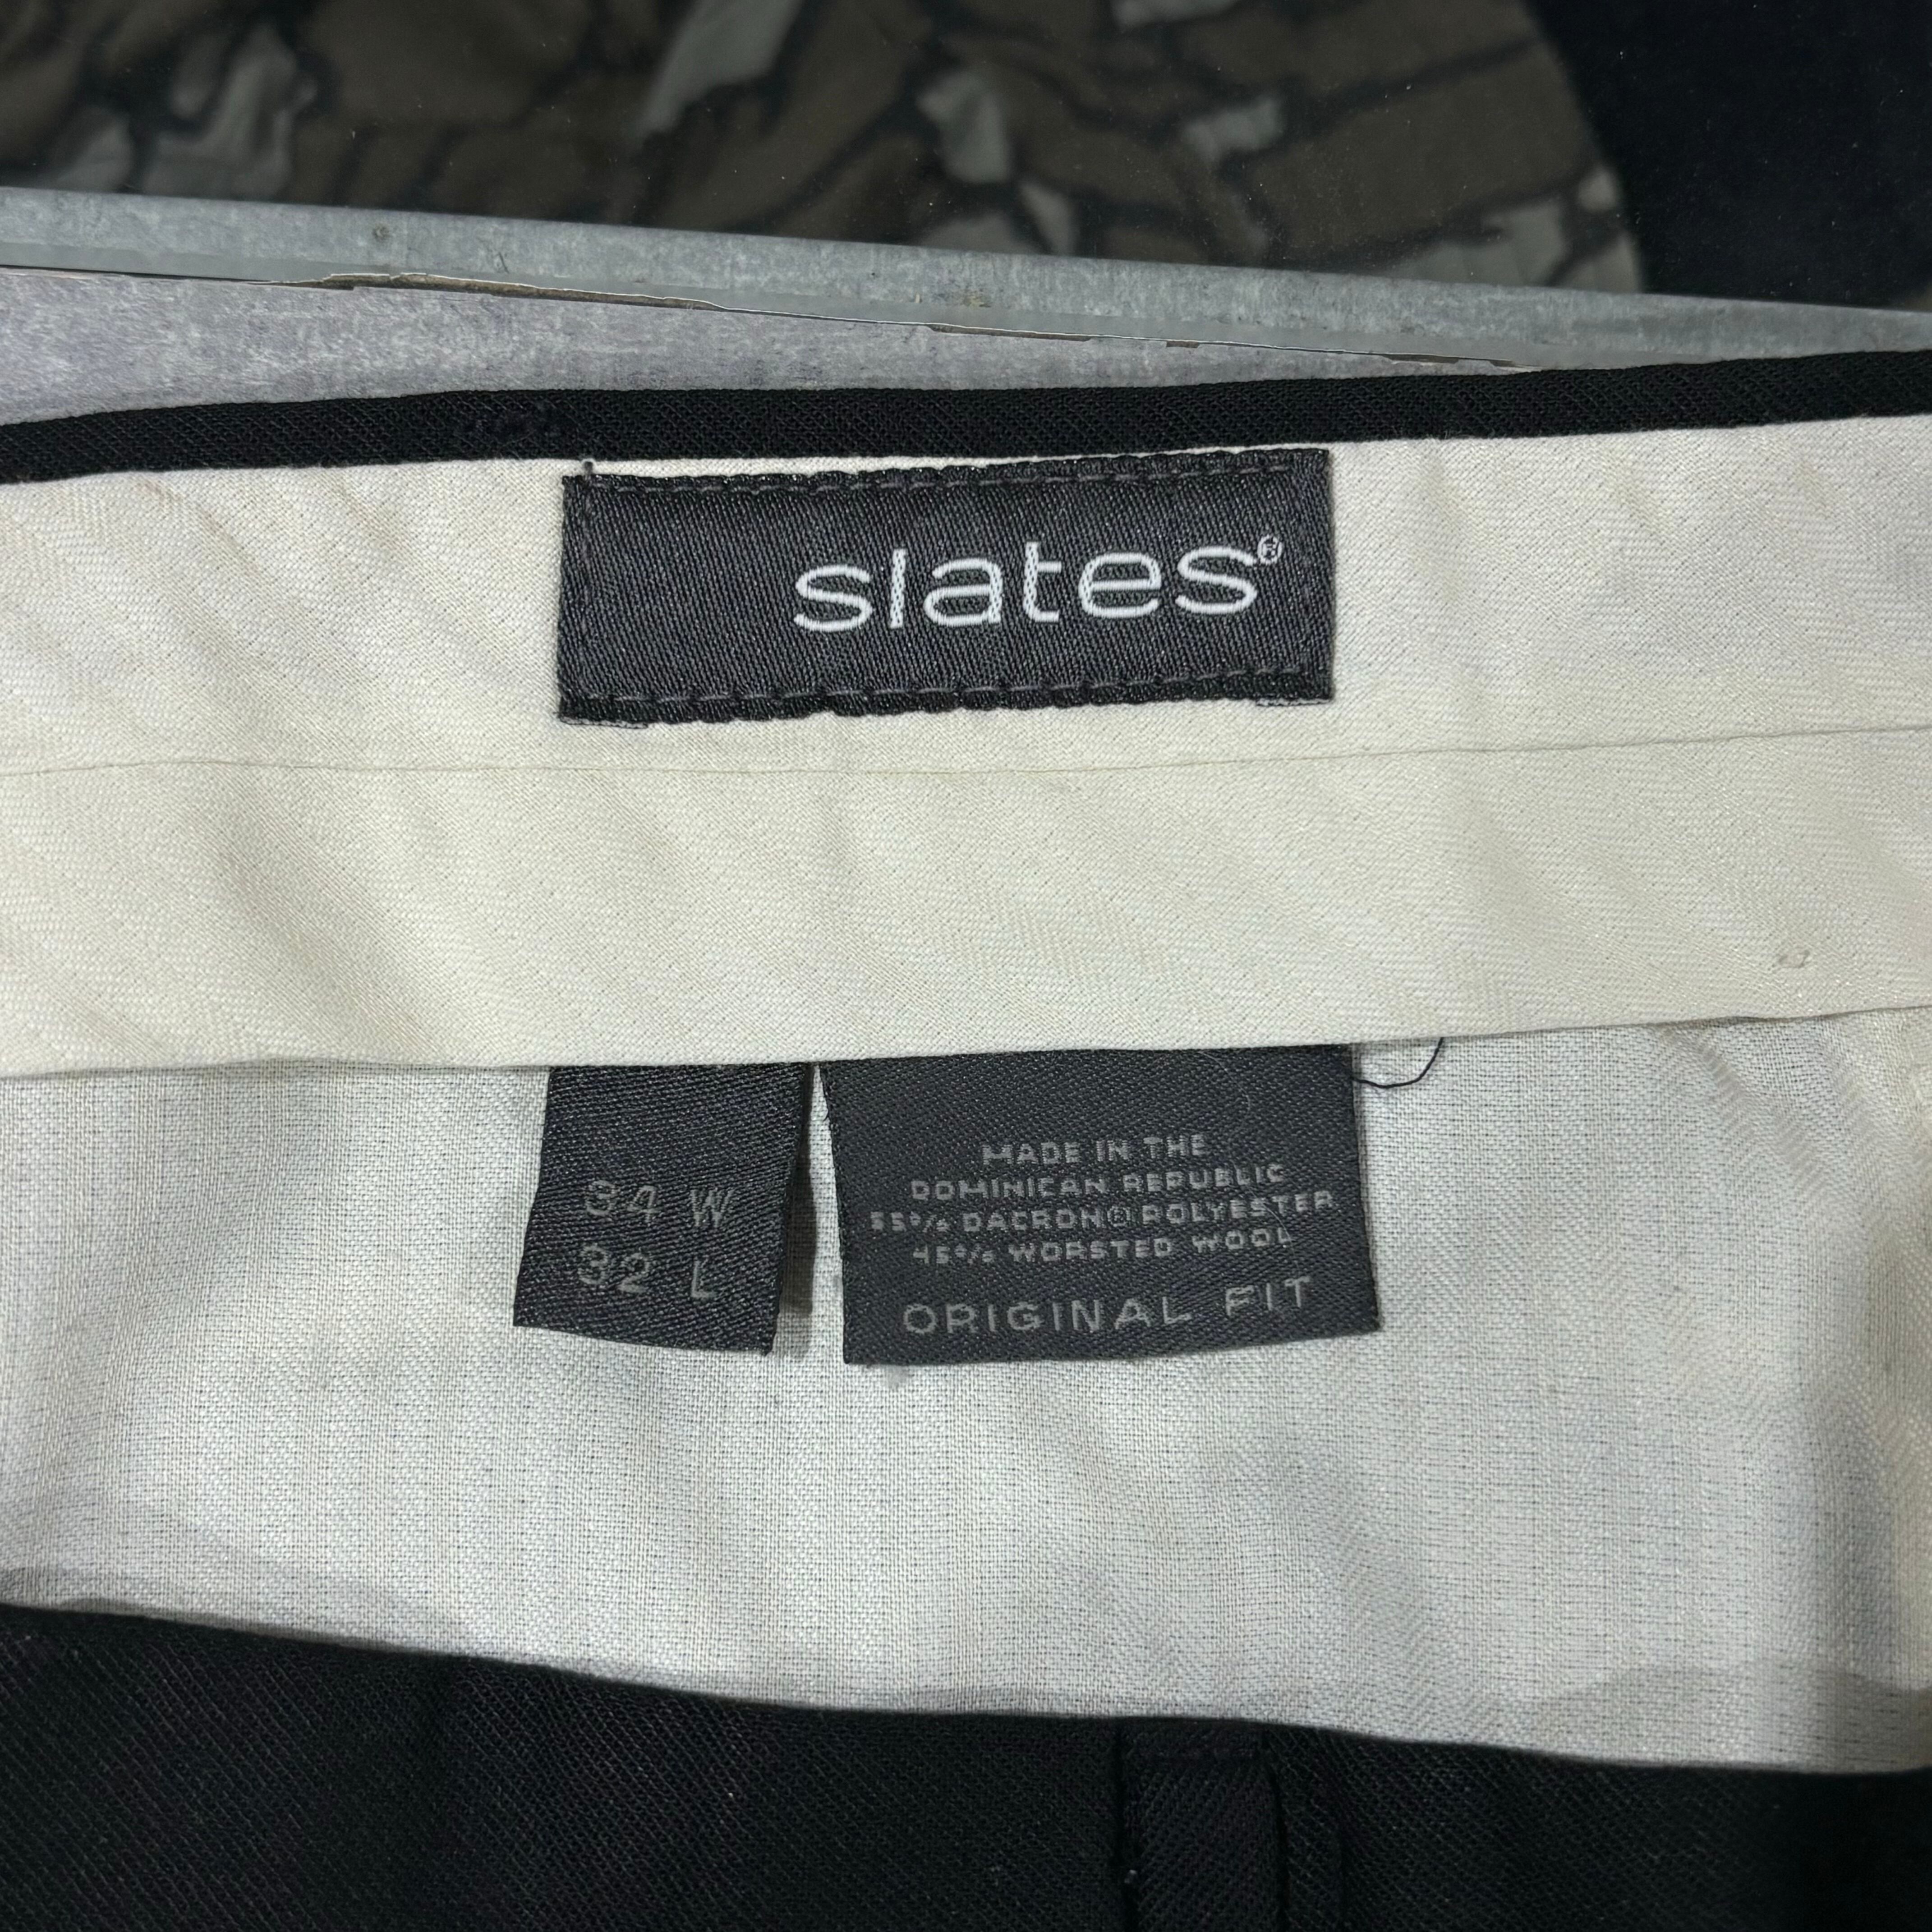 slates®
34 W
32 L
MADE IN THE
DOMINICAN REPUBLIC
55% DACRON® POLYESTER
45% WORSTED WOOL
ORIGINAL FIT